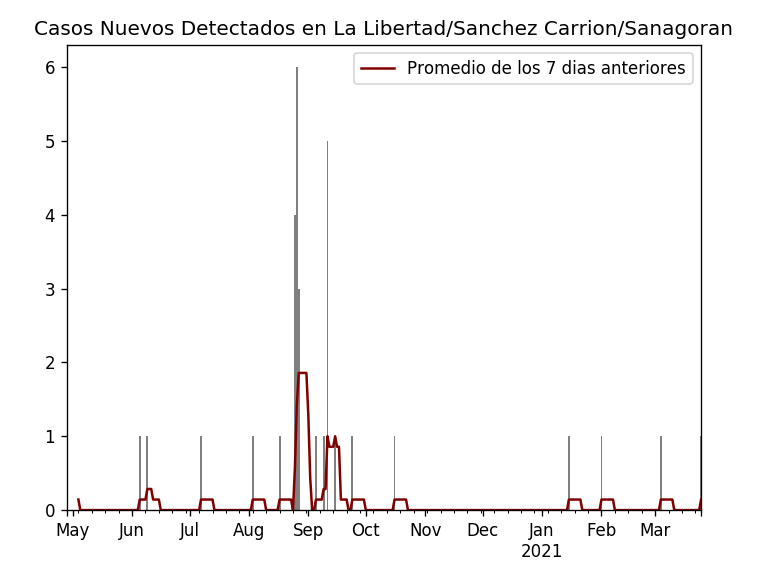 Casos Nuevos Detectados en La Libertad/Sanchez Carrion/Sanagoran
Promedio de los 7 dias anteriores
6
5
4
3
2
1
0
May Jun Jul Aug Sep Oct Nov Dec Jan Feb Mar
2021